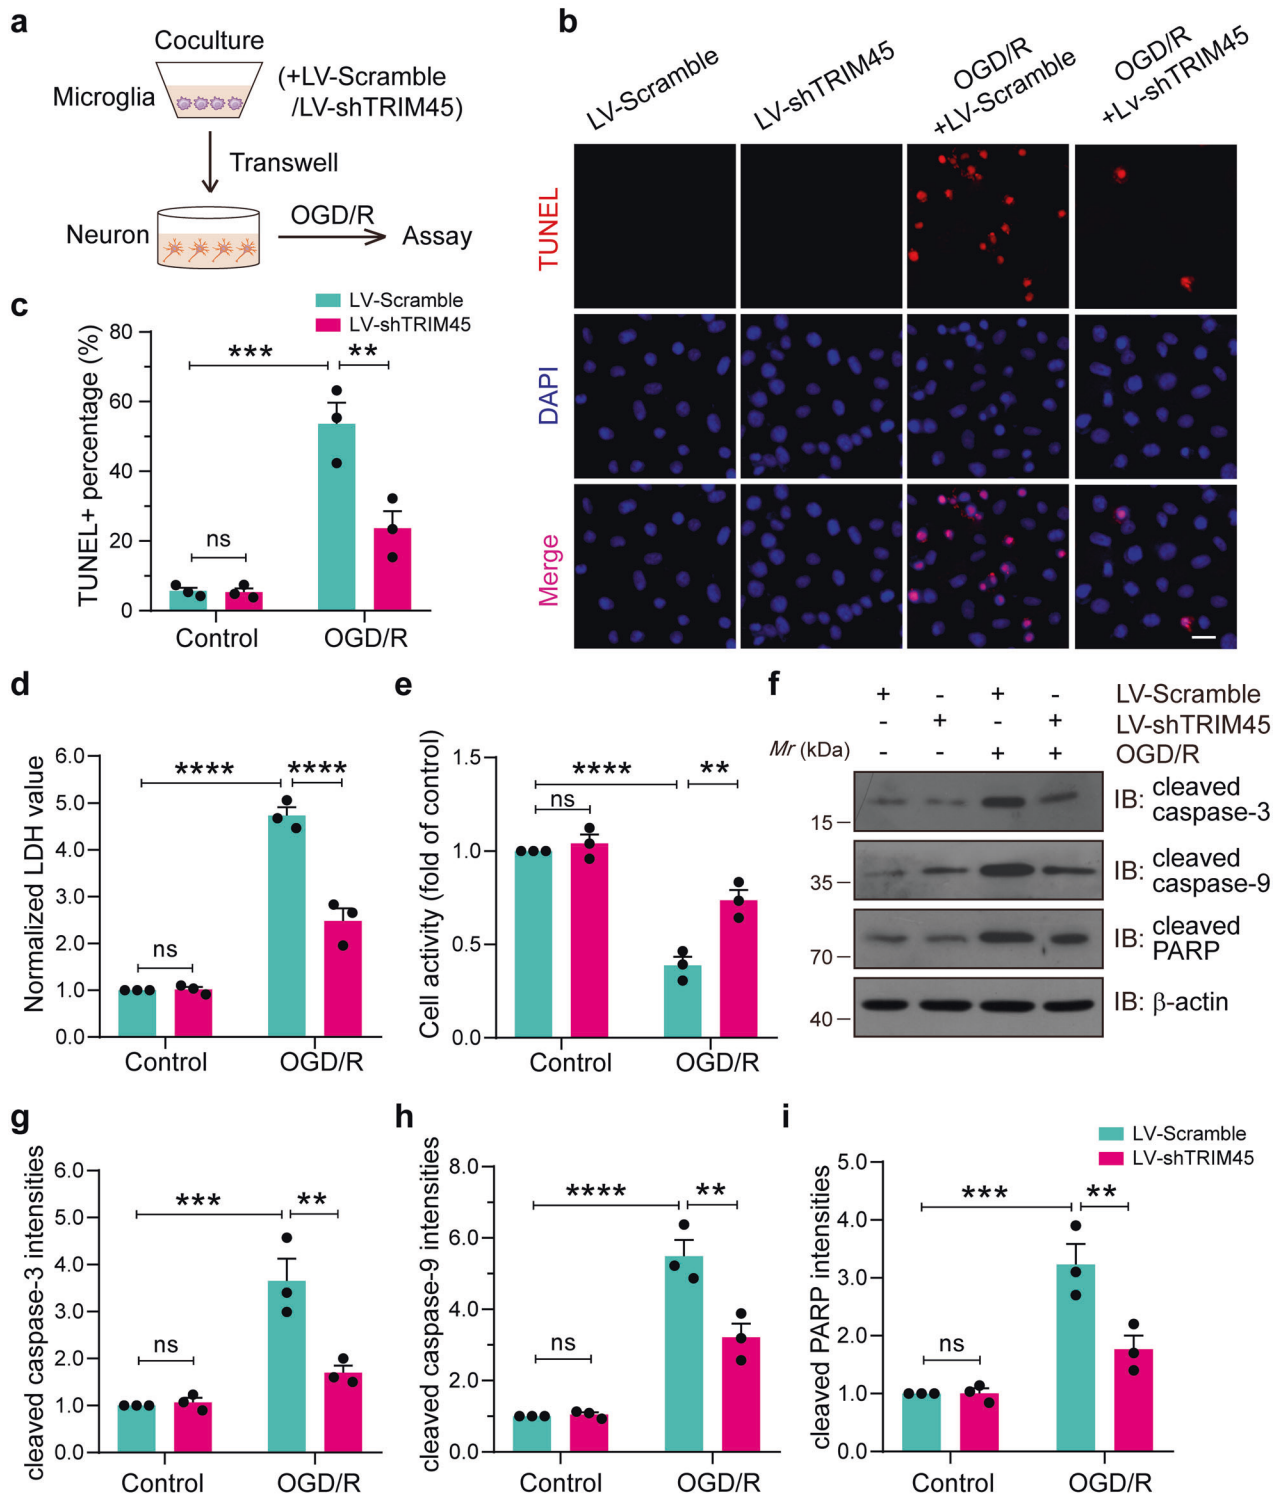 a
Coculture
Microglia
(+LV-Scramble
/LV-shTRIM45)
Transwell
Neuron
OGD/R
Assay
b
LV-Scramble
LV-shTRIM45
OGD/R
+LV-Scramble
OGD/R
+Lv-shTRIM45
TUNEL
DAPI
Merge
c
LV-Scramble
LV-shTRIM45
TUNEL+ percentage (%)
80
60
40
20
0
***
**
ns
Control
OGD/R
d
Normalized LDH value
6.0
5.0
4.0
3.0
2.0
1.0
0.0
****
****
ns
Control
OGD/R
e
Cell activity (fold of control)
1.5
1.0
0.5
0.0
****
**
ns
Control
OGD/R
f
+ - + - LV-Scramble
- + - + LV-shTRIM45
Mr (kDa) - - + + OGD/R
15
IB: cleaved
caspase-3
35
IB: cleaved
caspase-9
70
IB: cleaved
PARP
40
IB: β-actin
g
cleaved caspase-3 intensities
6.0
5.0
4.0
3.0
2.0
1.0
0.0
***
**
ns
Control
OGD/R
h
cleaved caspase-9 intensities
8.0
6.0
4.0
2.0
0.0
****
**
ns
Control
OGD/R
i
LV-Scramble
LV-shTRIM45
cleaved PARP intensities
5.0
4.0
3.0
2.0
1.0
0.0
***
**
ns
Control
OGD/R